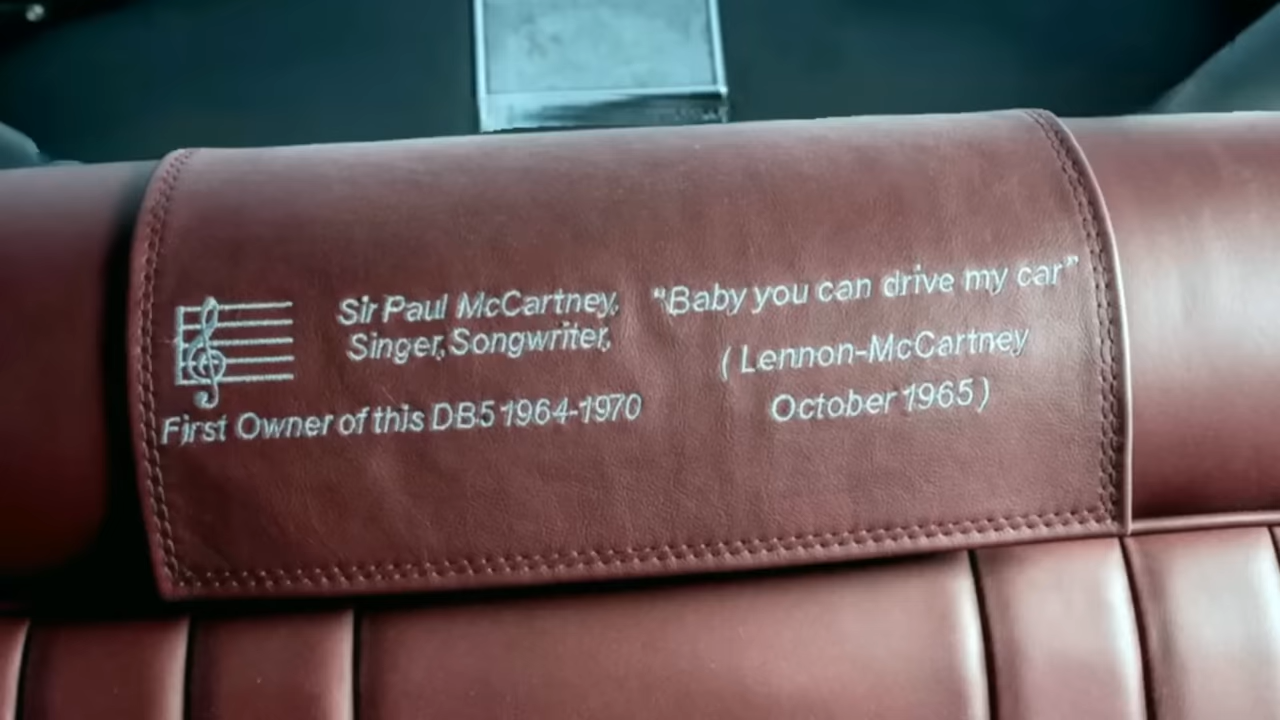 Sir Paul McCartney,
Singer, Songwriter,
First Owner of this DB5 1964-1970
"Baby you can drive my car"
( Lennon-McCartney
October 1965 )